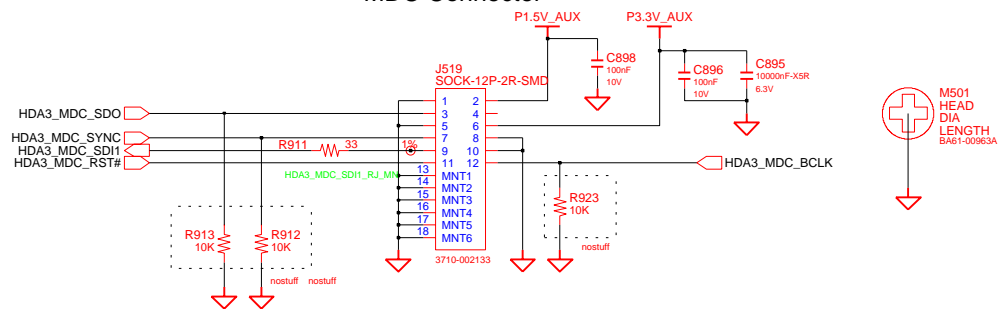 P1.5V_AUX P3.3V_AUX
C898
100nF
10V
C896
100nF
10V
C895
10000nF-X5R
6.3V
J519
SOCK-12P-2R-SMD
M501
HEAD
DIA
LENGTH
BA61-00963A
HDA3_MDC_SDO
HDA3_MDC_SYNC
HDA3_MDC_SDI1
HDA3_MDC_RST#
R911 33 1%
HDA3_MDC_SDI1_RJ_MN
1 2
3 4
5 6
7 8
9 10
11 12
13 MNT1
14 MNT2
15 MNT3
16 MNT4
17 MNT5
18 MNT6
3710-002133
HDA3_MDC_BCLK
R923
10K
nostuff
R913
10K
R912
10K
nostuff nostuff